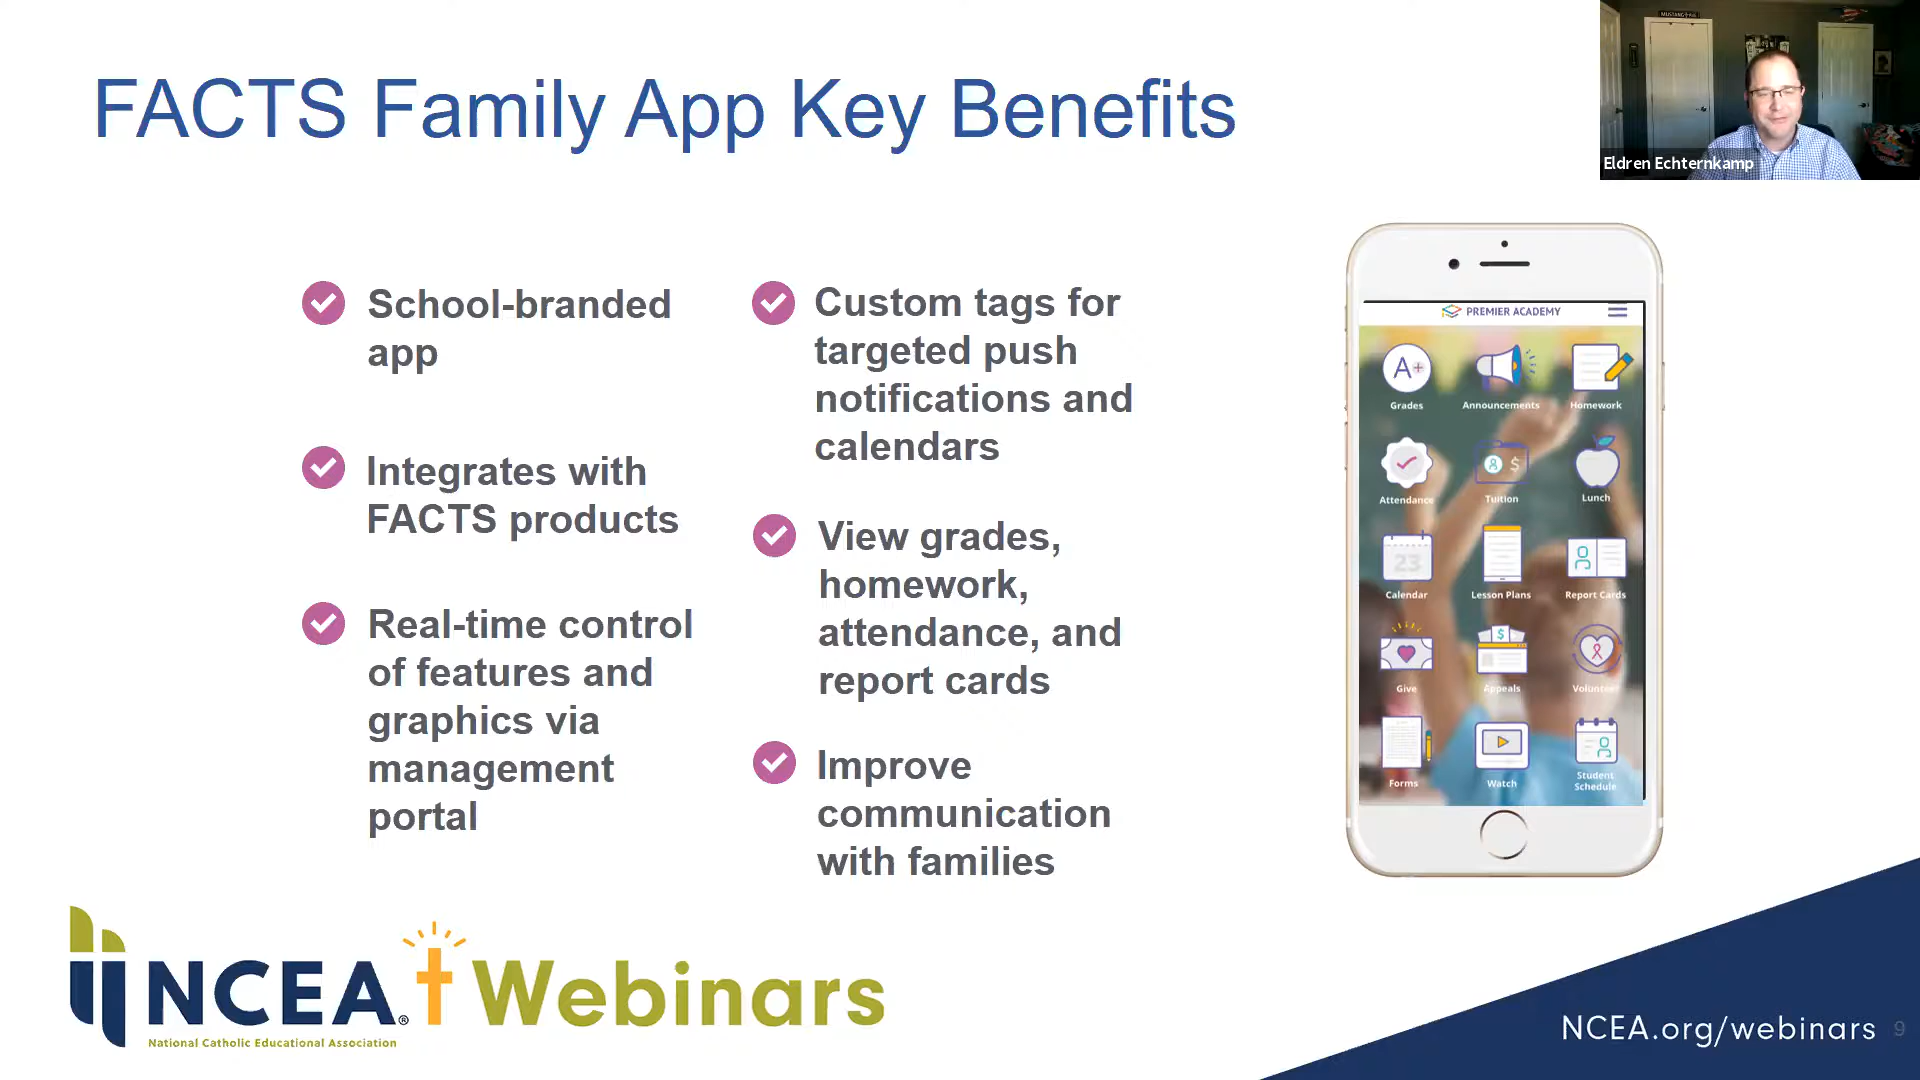 FACTS Family App Key Benefits
MUSTANG
Eldren Echternkamp
School-branded
app
Integrates with
FACTS products
Real-time control
of features and
graphics via
management
portal
Custom tags for
targeted push
notifications and
calendars
View grades,
homework,
attendance, and
report cards
Improve
communication
with families
PREMIER ACADEMY
A+
Grades
Announcements
Homework
$
Attendance
Tuition
Lunch
23
Calendar
Lesson Plans
Report Cards
$
Give
Appeals
Volunteer
Forms
Watch
Student
Schedule
NCEA® Webinars
National Catholic Educational Association
NCEA.org/webinars 9